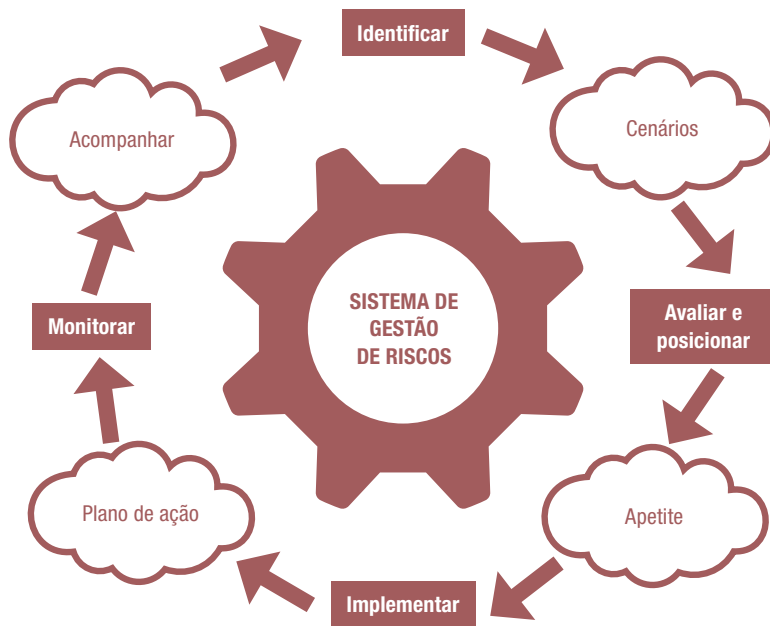 Identificar
Cenários
Avaliar e
posicionar
Apetite
Implementar
Plano de ação
Monitorar
Acompanhar
SISTEMA DE
GESTÃO
DE RISCOS